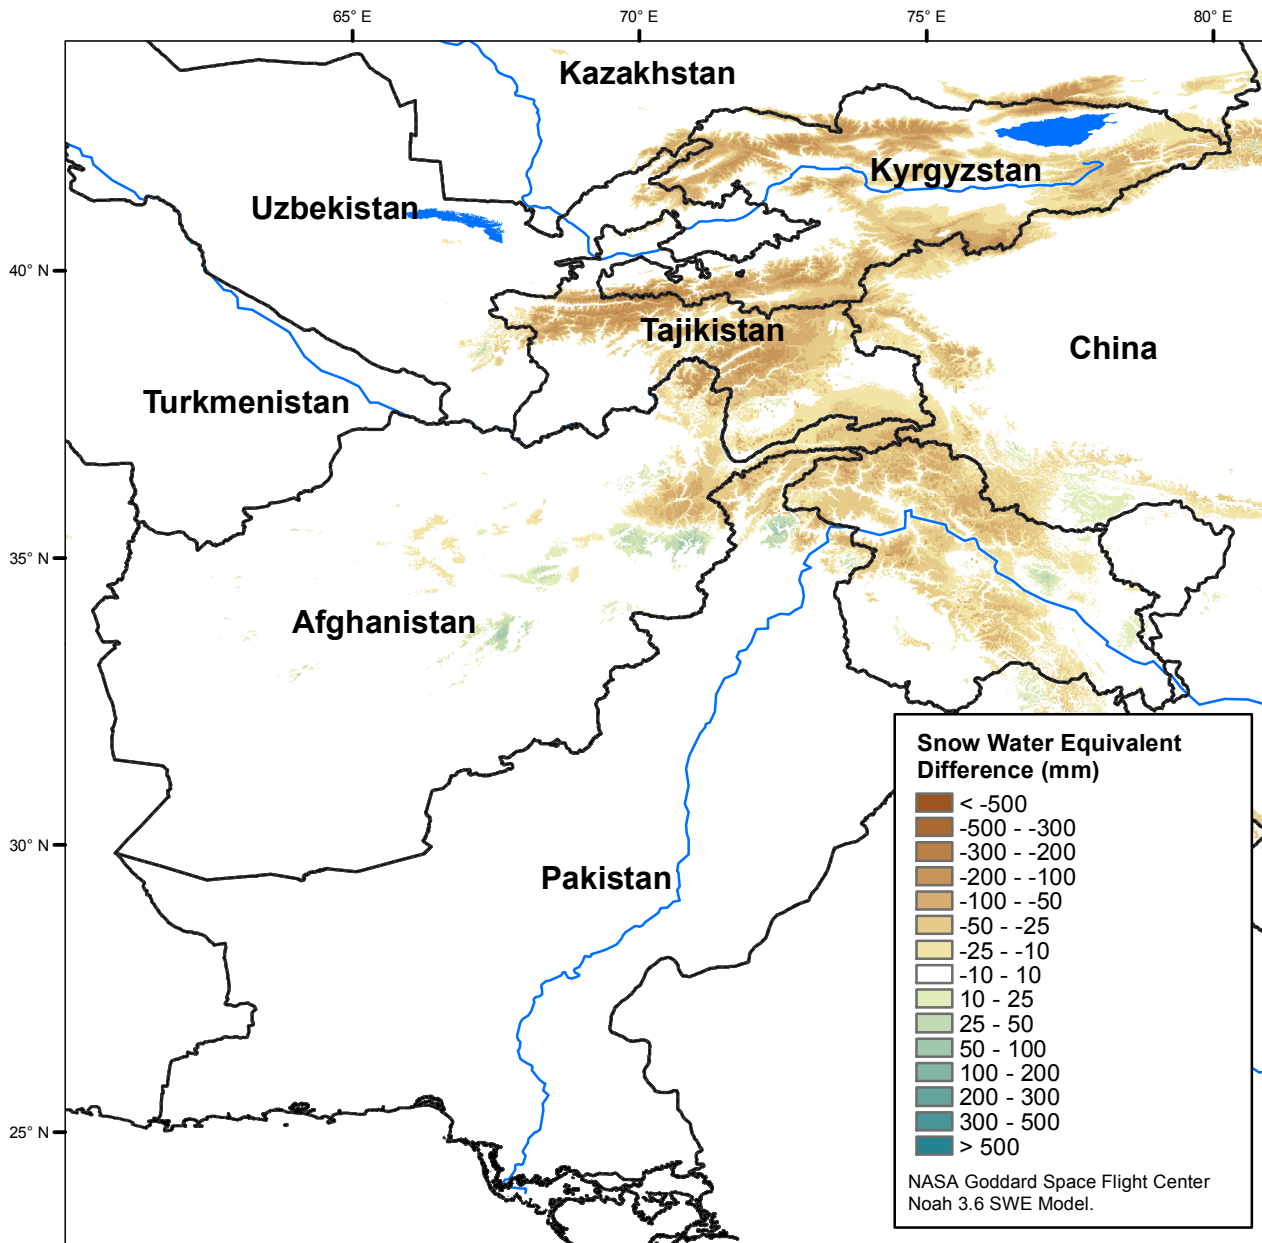 65° E
70° E
75° E
80° E
Kazakhstan
Kyrgyzstan
Uzbekistan
40° N
Tajikistan
China
Turkmenistan
35° N
Afghanistan
Snow Water Equivalent
Difference (mm)
< -500
-500 - -300
-300 - -200
-200 - -100
-100 - -50
-50 - -25
-25 - -10
-10 - 10
10 - 25
25 - 50
50 - 100
100 - 200
200 - 300
300 - 500
> 500
NASA Goddard Space Flight Center
Noah 3.6 SWE Model.
30° N
Pakistan
25° N